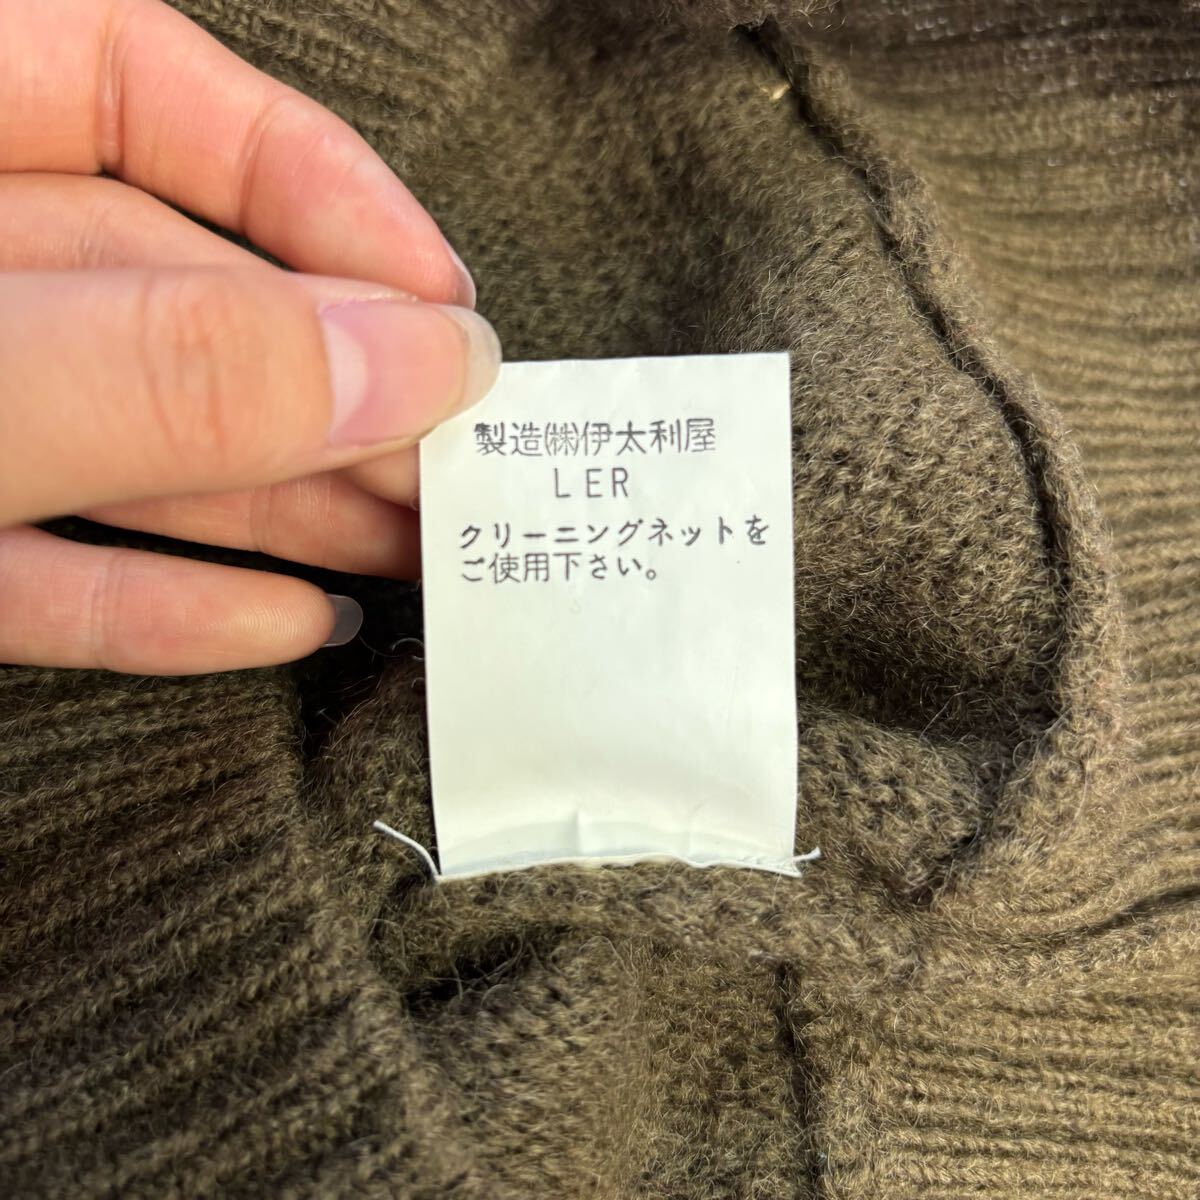 製造㈱伊太利屋
LER
クリーニングネットを
ご使用下さい。